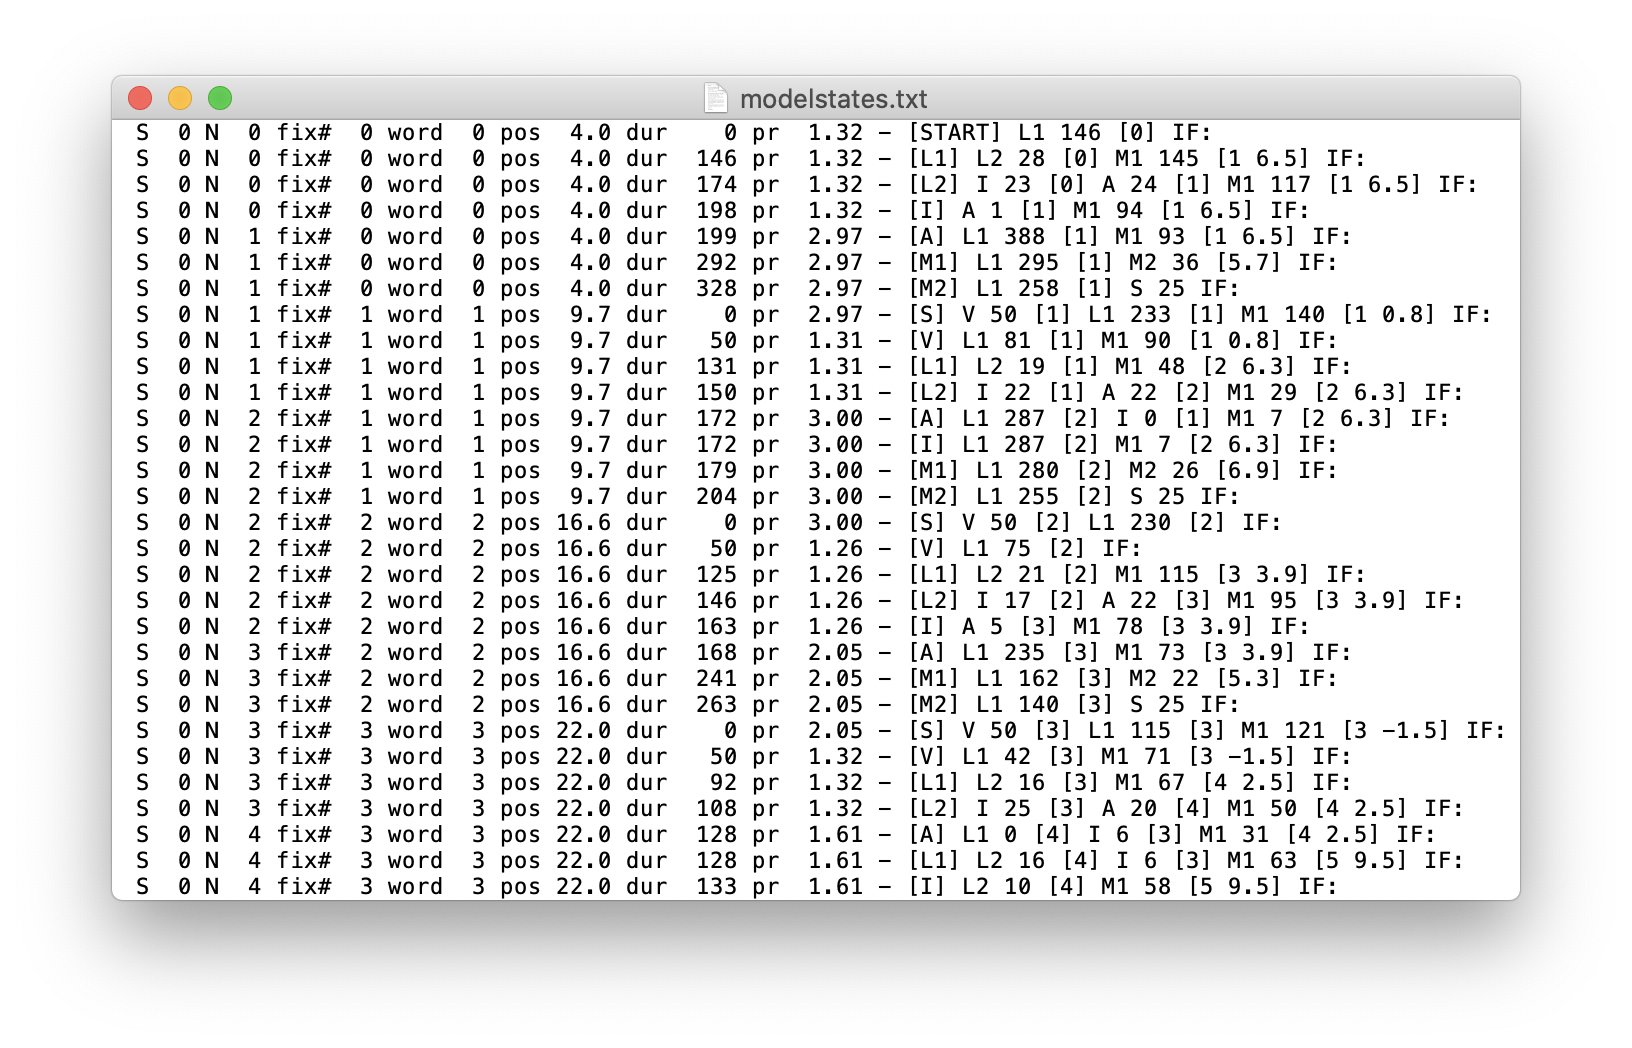 modelstates.txt
S  0 N  0 fix#  0 word  0 pos  4.0 dur    0 pr  1.32 – [START] L1 146 [0] IF:
S  0 N  0 fix#  0 word  0 pos  4.0 dur  146 pr  1.32 – [L1] L2 28 [0] M1 145 [1 6.5] IF:
S  0 N  0 fix#  0 word  0 pos  4.0 dur  174 pr  1.32 – [L2] I 23 [0] A 24 [1] M1 117 [1 6.5] IF:
S  0 N  0 fix#  0 word  0 pos  4.0 dur  198 pr  1.32 – [I] A 1 [1] M1 94 [1 6.5] IF:
S  0 N  1 fix#  0 word  0 pos  4.0 dur  199 pr  2.97 – [A] L1 388 [1] M1 93 [1 6.5] IF:
S  0 N  1 fix#  0 word  0 pos  4.0 dur  292 pr  2.97 – [M1] L1 295 [1] M2 36 [5.7] IF:
S  0 N  1 fix#  0 word  0 pos  4.0 dur  328 pr  2.97 – [M2] L1 258 [1] S 25 IF:
S  0 N  1 fix#  1 word  1 pos  9.7 dur    0 pr  2.97 – [S] V 50 [1] L1 233 [1] M1 140 [1 0.8] IF:
S  0 N  1 fix#  1 word  1 pos  9.7 dur   50 pr  1.31 – [V] L1 81 [1] M1 90 [1 0.8] IF:
S  0 N  1 fix#  1 word  1 pos  9.7 dur  131 pr  1.31 – [L1] L2 19 [1] M1 48 [2 6.3] IF:
S  0 N  1 fix#  1 word  1 pos  9.7 dur  150 pr  1.31 – [L2] I 22 [1] A 22 [2] M1 29 [2 6.3] IF:
S  0 N  2 fix#  1 word  1 pos  9.7 dur  172 pr  3.00 – [A] L1 287 [2] I 0 [1] M1 7 [2 6.3] IF:
S  0 N  2 fix#  1 word  1 pos  9.7 dur  172 pr  3.00 – [I] L1 287 [2] M1 7 [2 6.3] IF:
S  0 N  2 fix#  1 word  1 pos  9.7 dur  179 pr  3.00 – [M1] L1 280 [2] M2 26 [6.9] IF:
S  0 N  2 fix#  1 word  1 pos  9.7 dur  204 pr  3.00 – [M2] L1 255 [2] S 25 IF:
S  0 N  2 fix#  2 word  2 pos 16.6 dur    0 pr  3.00 – [S] V 50 [2] L1 230 [2] IF:
S  0 N  2 fix#  2 word  2 pos 16.6 dur   50 pr  1.26 – [V] L1 75 [2] IF:
S  0 N  2 fix#  2 word  2 pos 16.6 dur  125 pr  1.26 – [L1] L2 21 [2] M1 115 [3 3.9] IF:
S  0 N  2 fix#  2 word  2 pos 16.6 dur  146 pr  1.26 – [L2] I 17 [2] A 22 [3] M1 95 [3 3.9] IF:
S  0 N  2 fix#  2 word  2 pos 16.6 dur  163 pr  1.26 – [I] A 5 [3] M1 78 [3 3.9] IF:
S  0 N  3 fix#  2 word  2 pos 16.6 dur  168 pr  2.05 – [A] L1 235 [3] M1 73 [3 3.9] IF:
S  0 N  3 fix#  2 word  2 pos 16.6 dur  241 pr  2.05 – [M1] L1 162 [3] M2 22 [5.3] IF:
S  0 N  3 fix#  2 word  2 pos 16.6 dur  263 pr  2.05 – [M2] L1 140 [3] S 25 IF:
S  0 N  3 fix#  3 word  3 pos 22.0 dur    0 pr  2.05 – [S] V 50 [3] L1 115 [3] M1 121 [3 –1.5] IF:
S  0 N  3 fix#  3 word  3 pos 22.0 dur   50 pr  1.32 – [V] L1 42 [3] M1 71 [3 –1.5] IF:
S  0 N  3 fix#  3 word  3 pos 22.0 dur   92 pr  1.32 – [L1] L2 16 [3] M1 67 [4 2.5] IF:
S  0 N  3 fix#  3 word  3 pos 22.0 dur  108 pr  1.32 – [L2] I 25 [3] A 20 [4] M1 50 [4 2.5] IF:
S  0 N  4 fix#  3 word  3 pos 22.0 dur  128 pr  1.61 – [A] L1 0 [4] I 6 [3] M1 31 [4 2.5] IF:
S  0 N  4 fix#  3 word  3 pos 22.0 dur  128 pr  1.61 – [L1] L2 16 [4] I 6 [3] M1 63 [5 9.5] IF:
S  0 N  4 fix#  3 word  3 pos 22.0 dur  133 pr  1.61 – [I] L2 10 [4] M1 58 [5 9.5] IF: